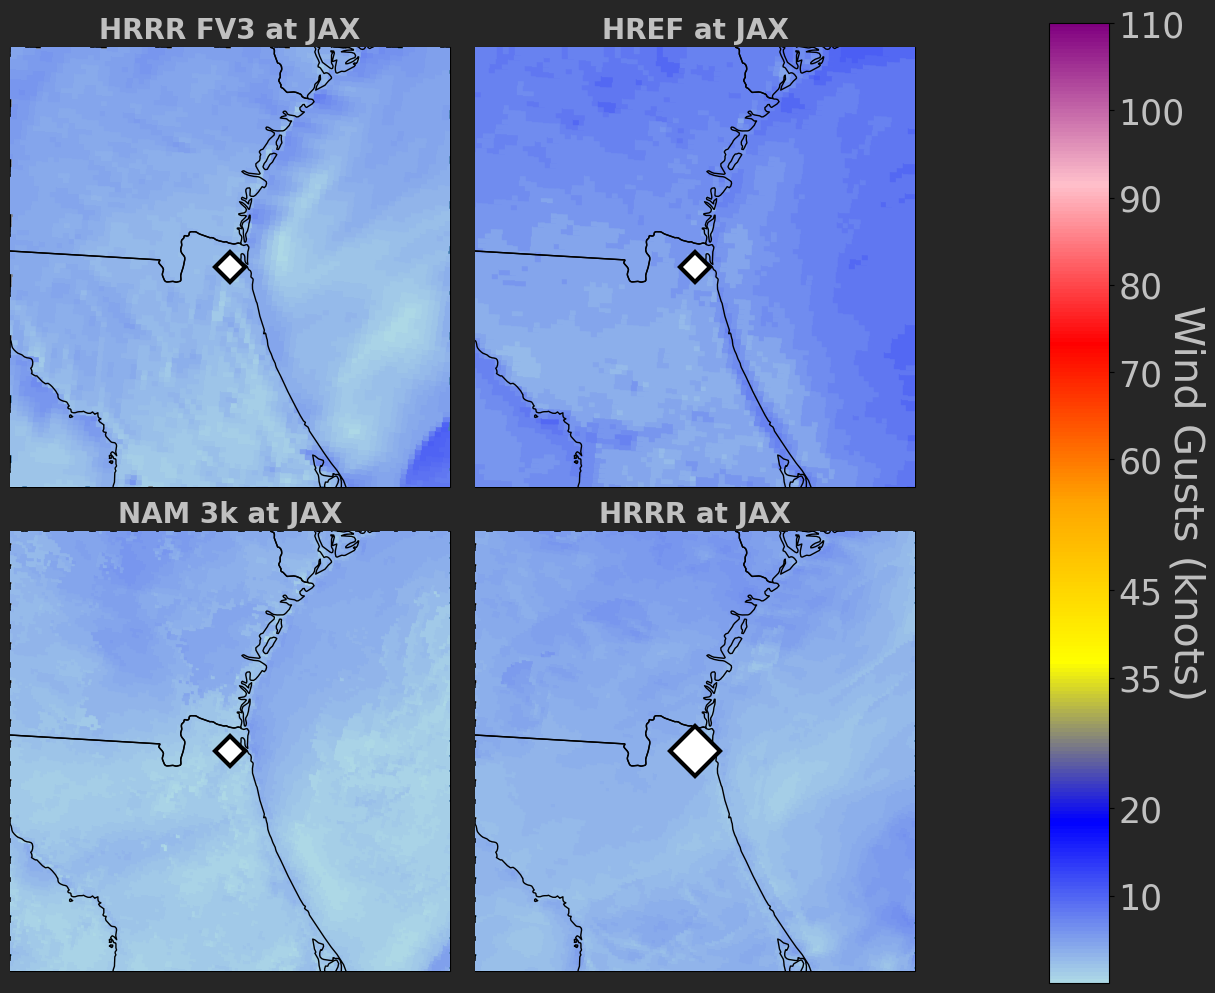 HRRR FV3 at JAX
HREF at JAX
NAM 3k at JAX
HRRR at JAX
110
100
90
80
70
60
45
35
20
10
Wind Gusts (knots)